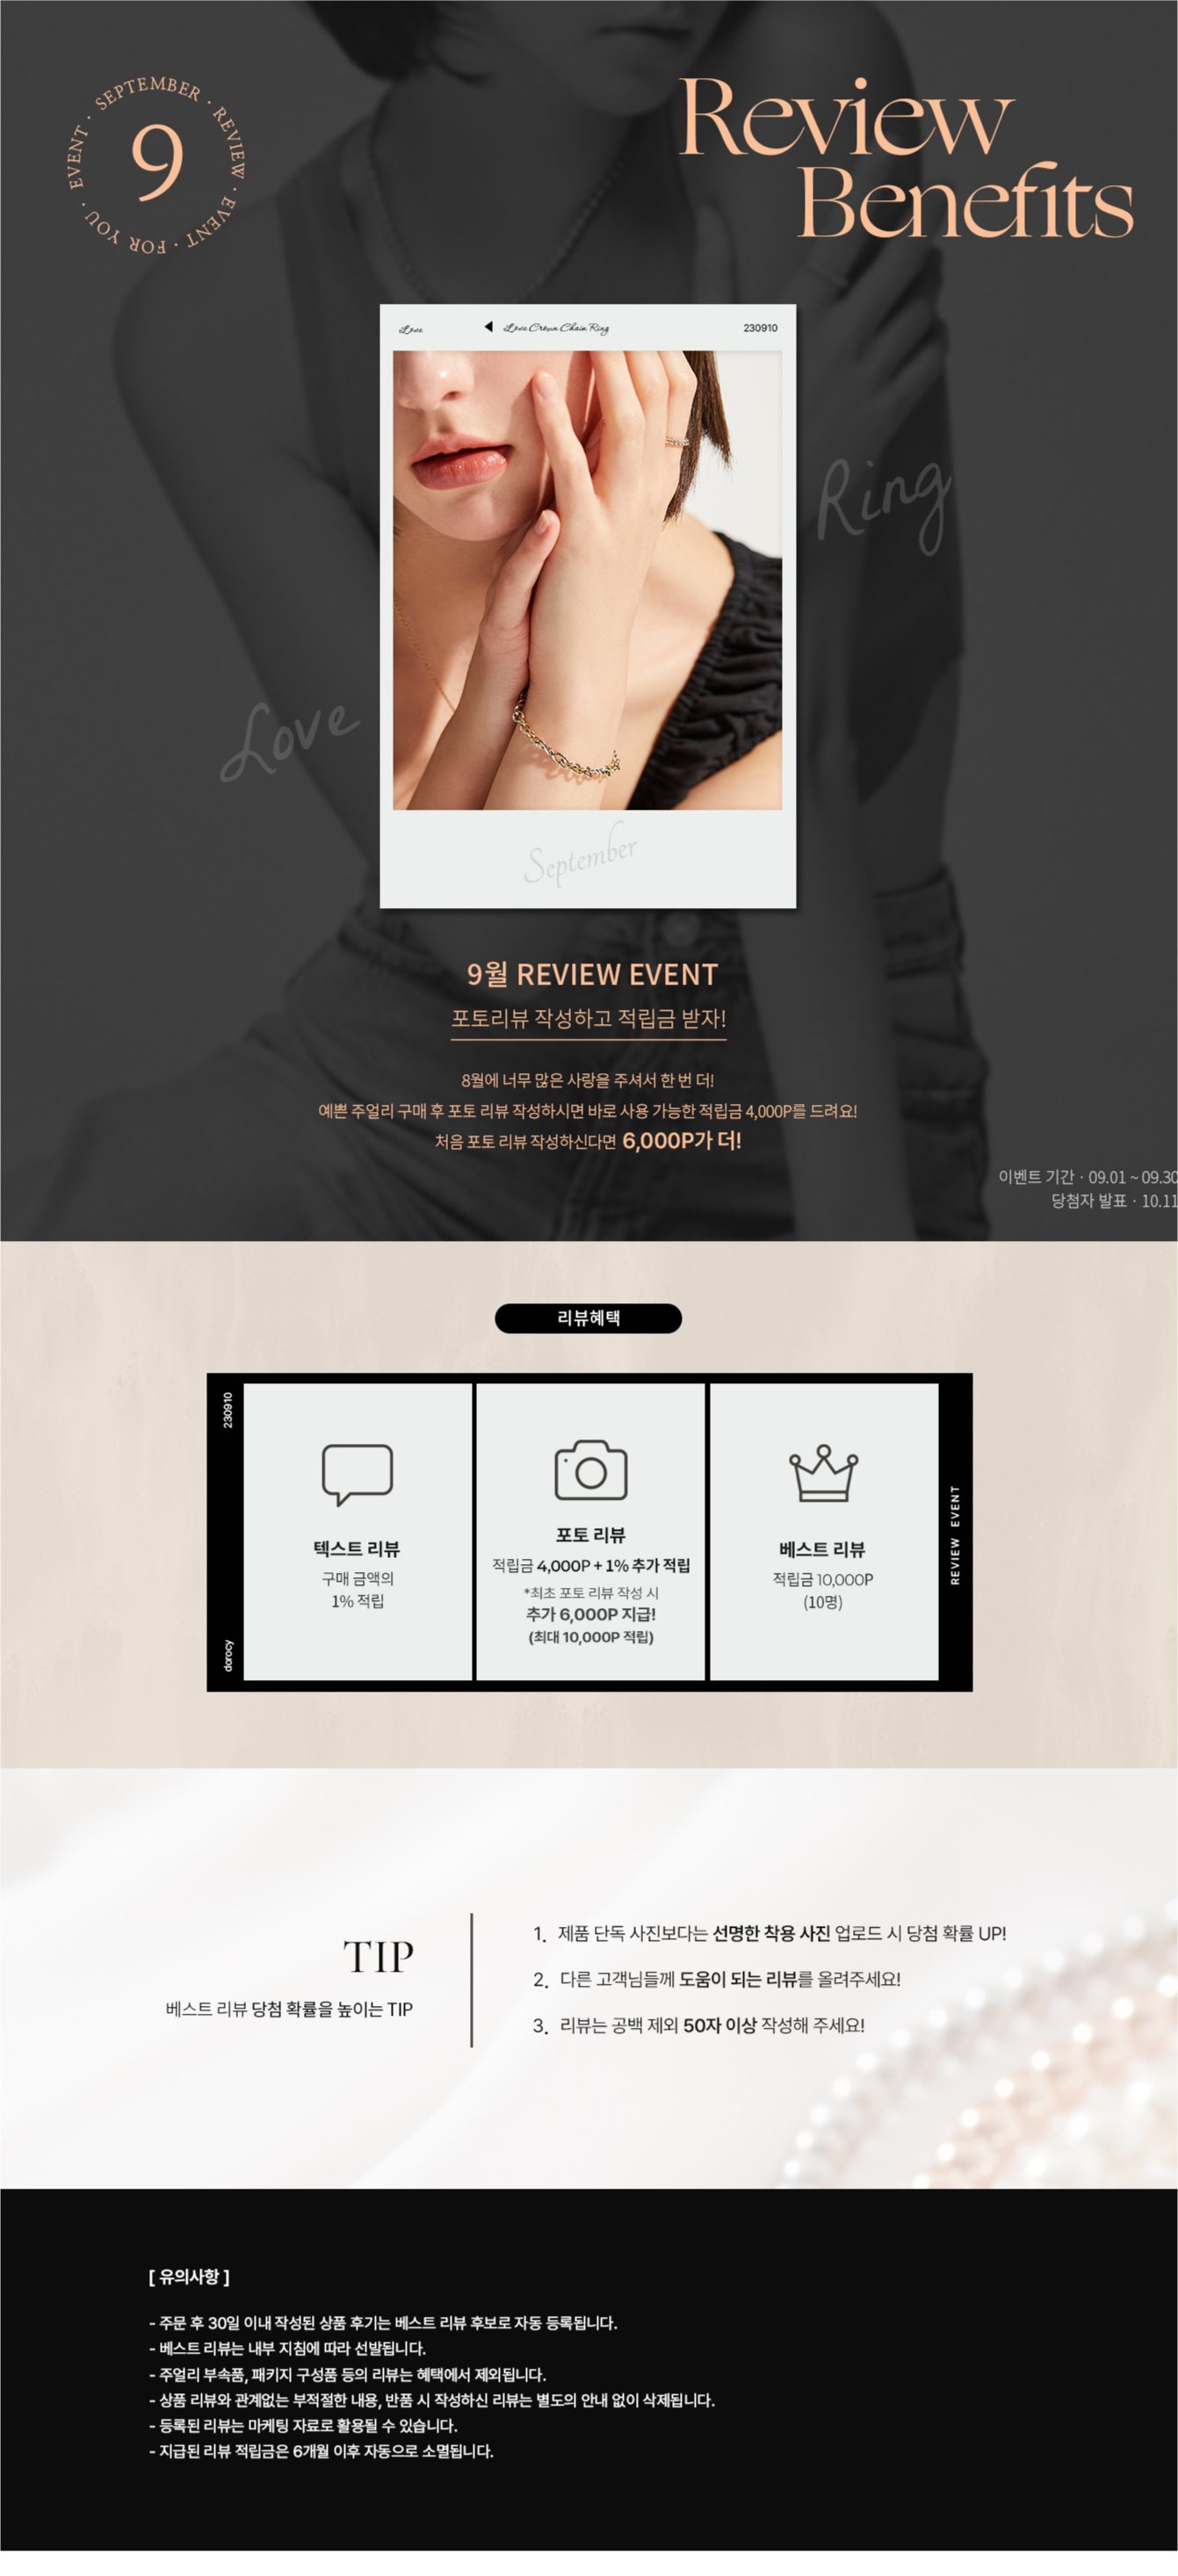 SEPTEMBER · REVIEW · EVENT · FOR YOU · EVENT ·
9
Review
Benefits
Love
◀ Love Crown Chain Ring
230910
Ring
Love
September
9월 REVIEW EVENT
포토리뷰 작성하고 적립금 받자!
8월에 너무 많은 사랑을 주셔서 한 번 더!
예쁜 주얼리 구매 후 포토 리뷰 작성하시면 바로 사용 가능한 적립금 4,000P를 드려요!
처음 포토 리뷰 작성하신다면 6,000P가 더!
이벤트 기간 · 09.01 ~ 09.30
당첨자 발표 · 10.11
리뷰혜택
230910
dorocy
텍스트 리뷰
구매 금액의
1% 적립
포토 리뷰
적립금 4,000P + 1% 추가 적립
*최초 포토 리뷰 작성 시
추가 6,000P 지급!
(최대 10,000P 적립)
베스트 리뷰
적립금 10,000P
(10명)
REVIEW EVENT
TIP
베스트 리뷰 당첨 확률을 높이는 TIP
1. 제품 단독 사진보다는 선명한 착용 사진 업로드 시 당첨 확률 UP!
2. 다른 고객님들께 도움이 되는 리뷰를 올려주세요!
3. 리뷰는 공백 제외 50자 이상 작성해 주세요!
[ 유의사항 ]
- 주문 후 30일 이내 작성된 상품 후기는 베스트 리뷰 후보로 자동 등록됩니다.
- 베스트 리뷰는 내부 지침에 따라 선발됩니다.
- 주얼리 부속품, 패키지 구성품 등의 리뷰는 혜택에서 제외됩니다.
- 상품 리뷰와 관계없는 부적절한 내용, 반품 시 작성하신 리뷰는 별도의 안내 없이 삭제됩니다.
- 등록된 리뷰는 마케팅 자료로 활용될 수 있습니다.
- 지급된 리뷰 적립금은 6개월 이후 자동으로 소멸됩니다.